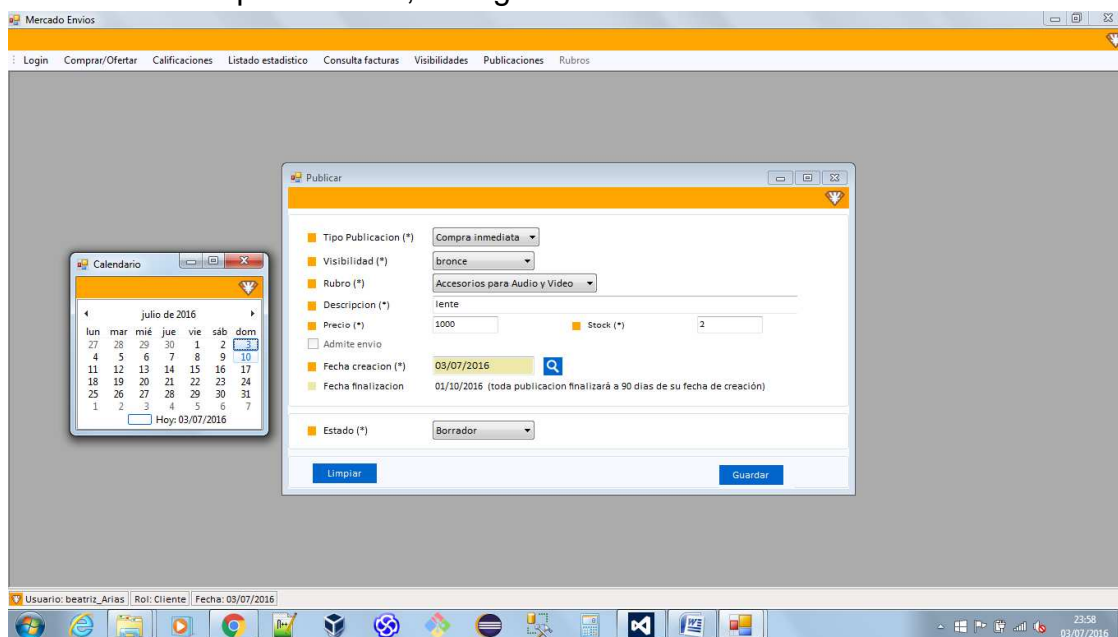 Mercado Envios
Login Comprar/Ofertar Calificaciones Listado estadistico Consulta facturas Visibilidades Publicaciones Rubros
Publicar
Tipo Publicacion (*) Compra inmediata
Visibilidad (*) bronce
Rubro (*) Accesorios para Audio y Video
Descripcion (*) lente
Precio (*) 1000 Stock (*) 2
Admite envio
Fecha creacion (*) 03/07/2016
Fecha finalizacion 01/10/2016 (toda publicacion finalizará a 90 dias de su fecha de creación)
Estado (*) Borrador
Limpiar Guardar
Calendario
julio de 2016
lun mar mié jue vie sáb dom
27 28 29 30 1 2 3
4 5 6 7 8 9 10
11 12 13 14 15 16 17
18 19 20 21 22 23 24
25 26 27 28 29 30 31
1 2 3 4 5 6 7
Hoy: 03/07/2016
Usuario: beatriz_Arias Rol: Cliente Fecha: 03/07/2016
23:58
03/07/2016